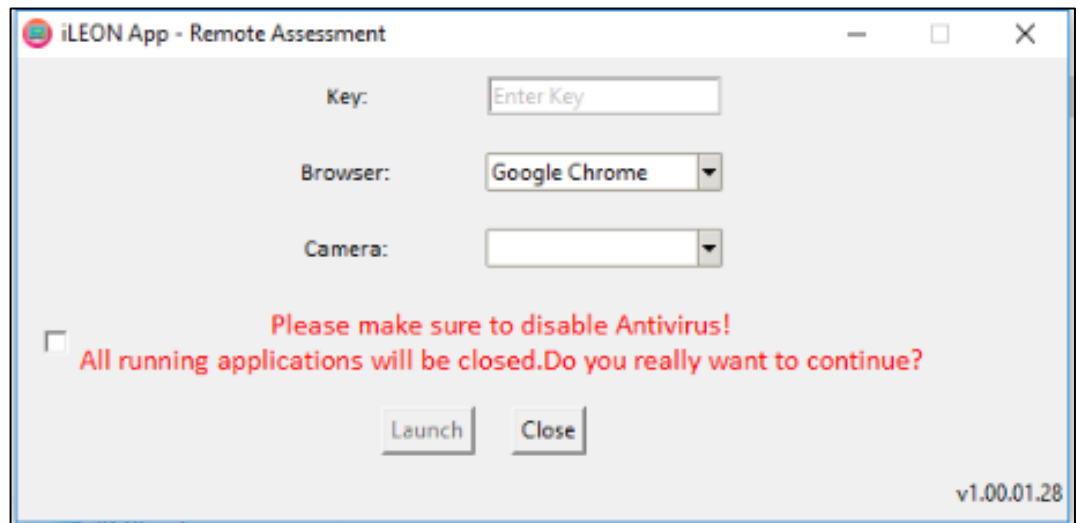 iLEON App - Remote Assessment
Key: Enter Key
Browser: Google Chrome
Camera:
Please make sure to disable Antivirus!
All running applications will be closed.Do you really want to continue?
Launch Close
v1.00.01.28